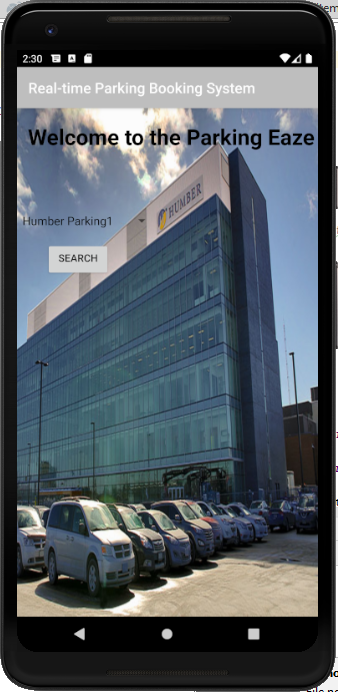 2:30
Real-time Parking Booking System
Welcome to the Parking Eaze
HUMBER
Humber Parking1
SEARCH